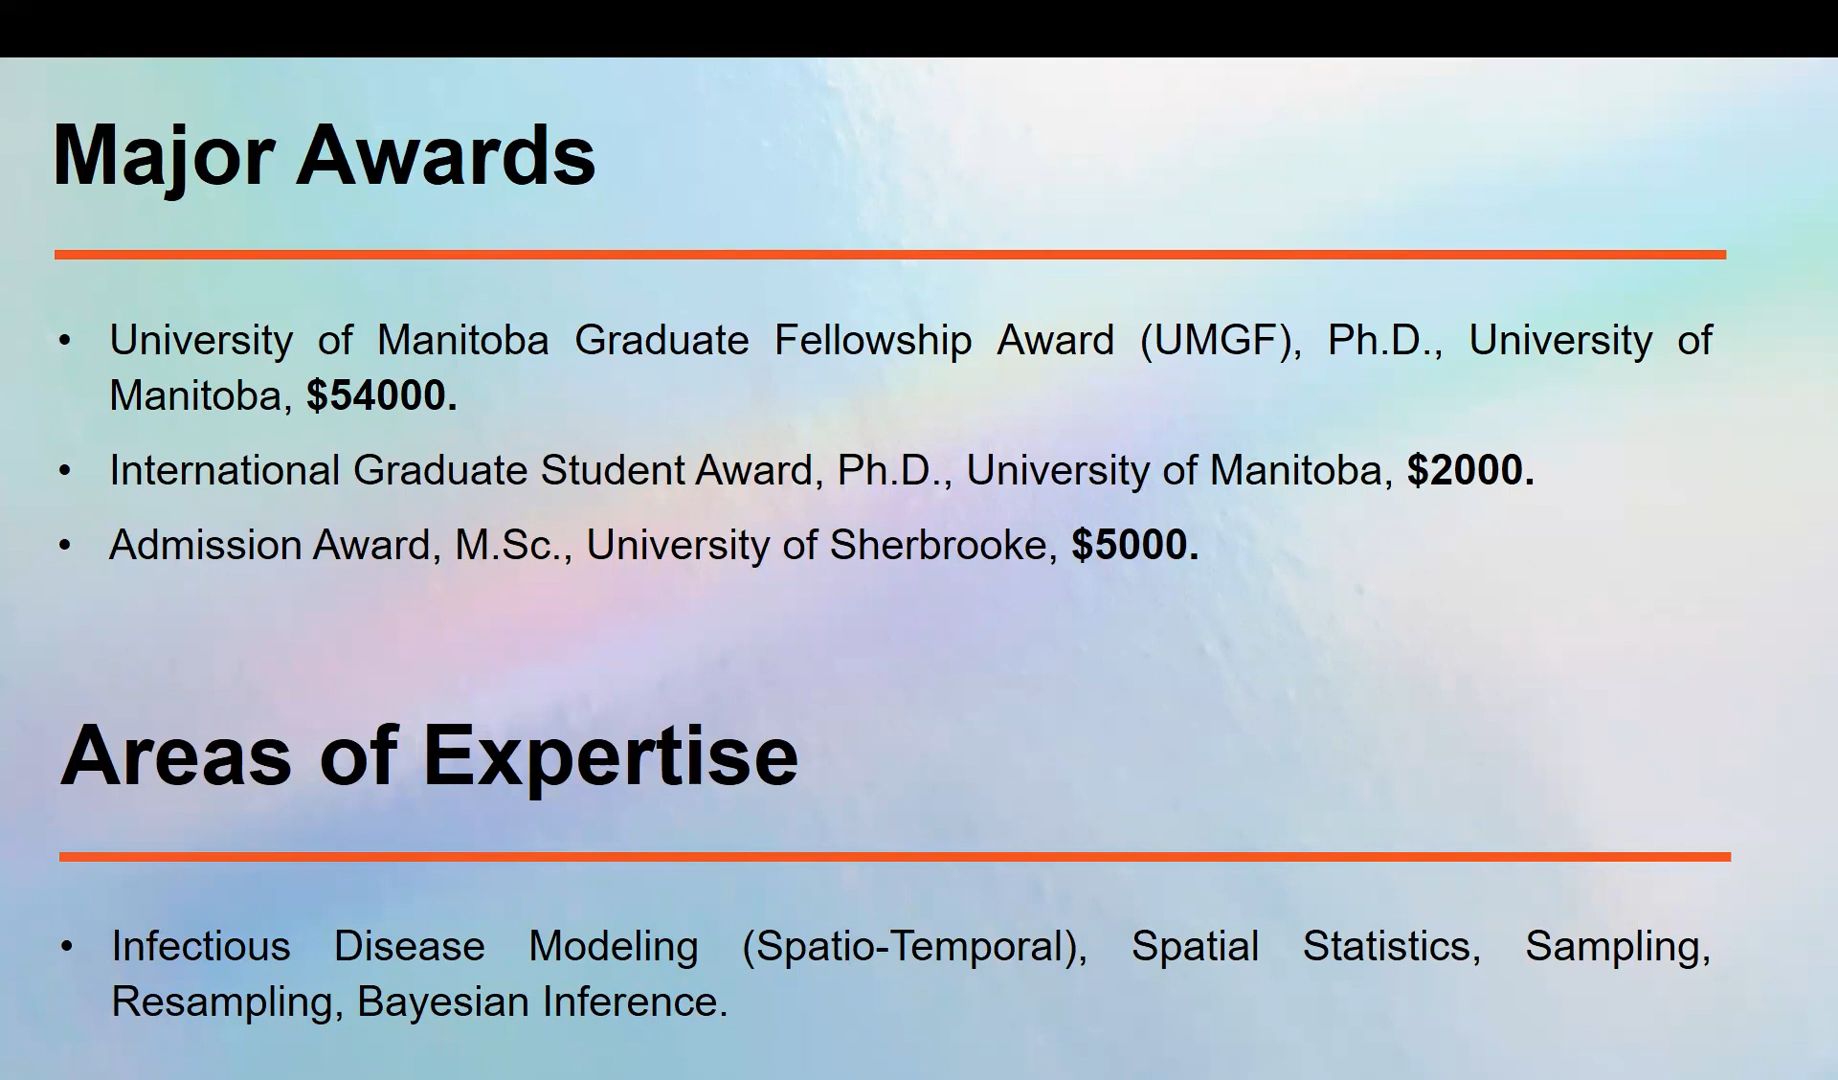 Major Awards
• University of Manitoba Graduate Fellowship Award (UMGF), Ph.D., University of
Manitoba, $54000.
• International Graduate Student Award, Ph.D., University of Manitoba, $2000.
• Admission Award, M.Sc., University of Sherbrooke, $5000.
Areas of Expertise
• Infectious Disease Modeling (Spatio-Temporal), Spatial Statistics, Sampling,
Resampling, Bayesian Inference.